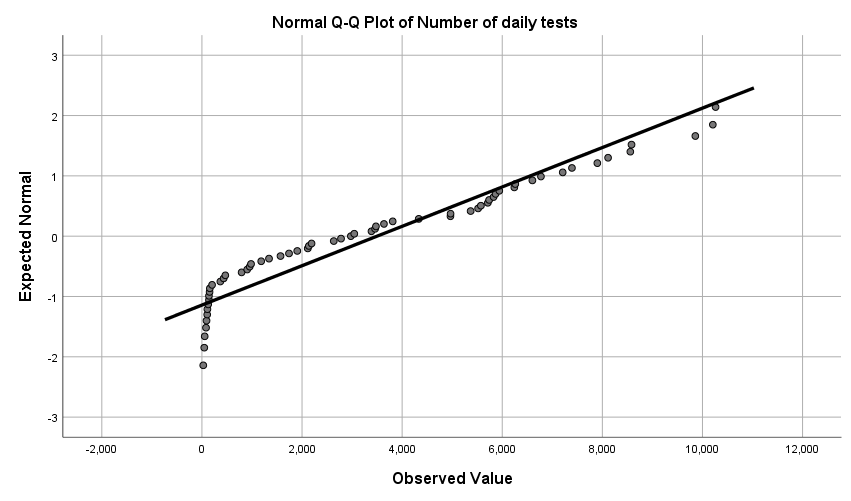 Normal Q-Q Plot of Number of daily tests
3
2
1
0
-1
-2
-3
Expected Normal
-2,000 0 2,000 4,000 6,000 8,000 10,000 12,000
Observed Value